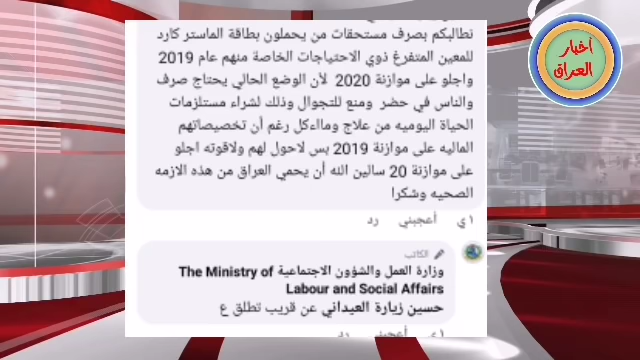 نطالبكم بصرف مستحقات من يحملون بطاقة الماستر كارد
للمعين المتفرغ ذوي الاحتياجات الخاصة منهم عام 2019
واجلو على موازنة 2020 لأن الوضع الحالي يحتاج صرف
والناس في حضر ومنع للتجوال وذلك لشراء مستلزمات
الحياة اليوميه من علاج ومااءكل رغم أن تخصيصاتهم
الماليه على موازنة 2019 بس لاحول لهم ولاقوته اجلو
على موازنة 20 سالين الله أن يحمي العراق من هذه الازمه
الصحيه وشكرا
١ ي أعجبني رد
الكاتب
وزارة العمل والشؤون الاجتماعية The Ministry of
Labour and Social Affairs
حسين زيارة العيداني عن قريب تطلق ع
أعجبني رد
أخبار
العراق